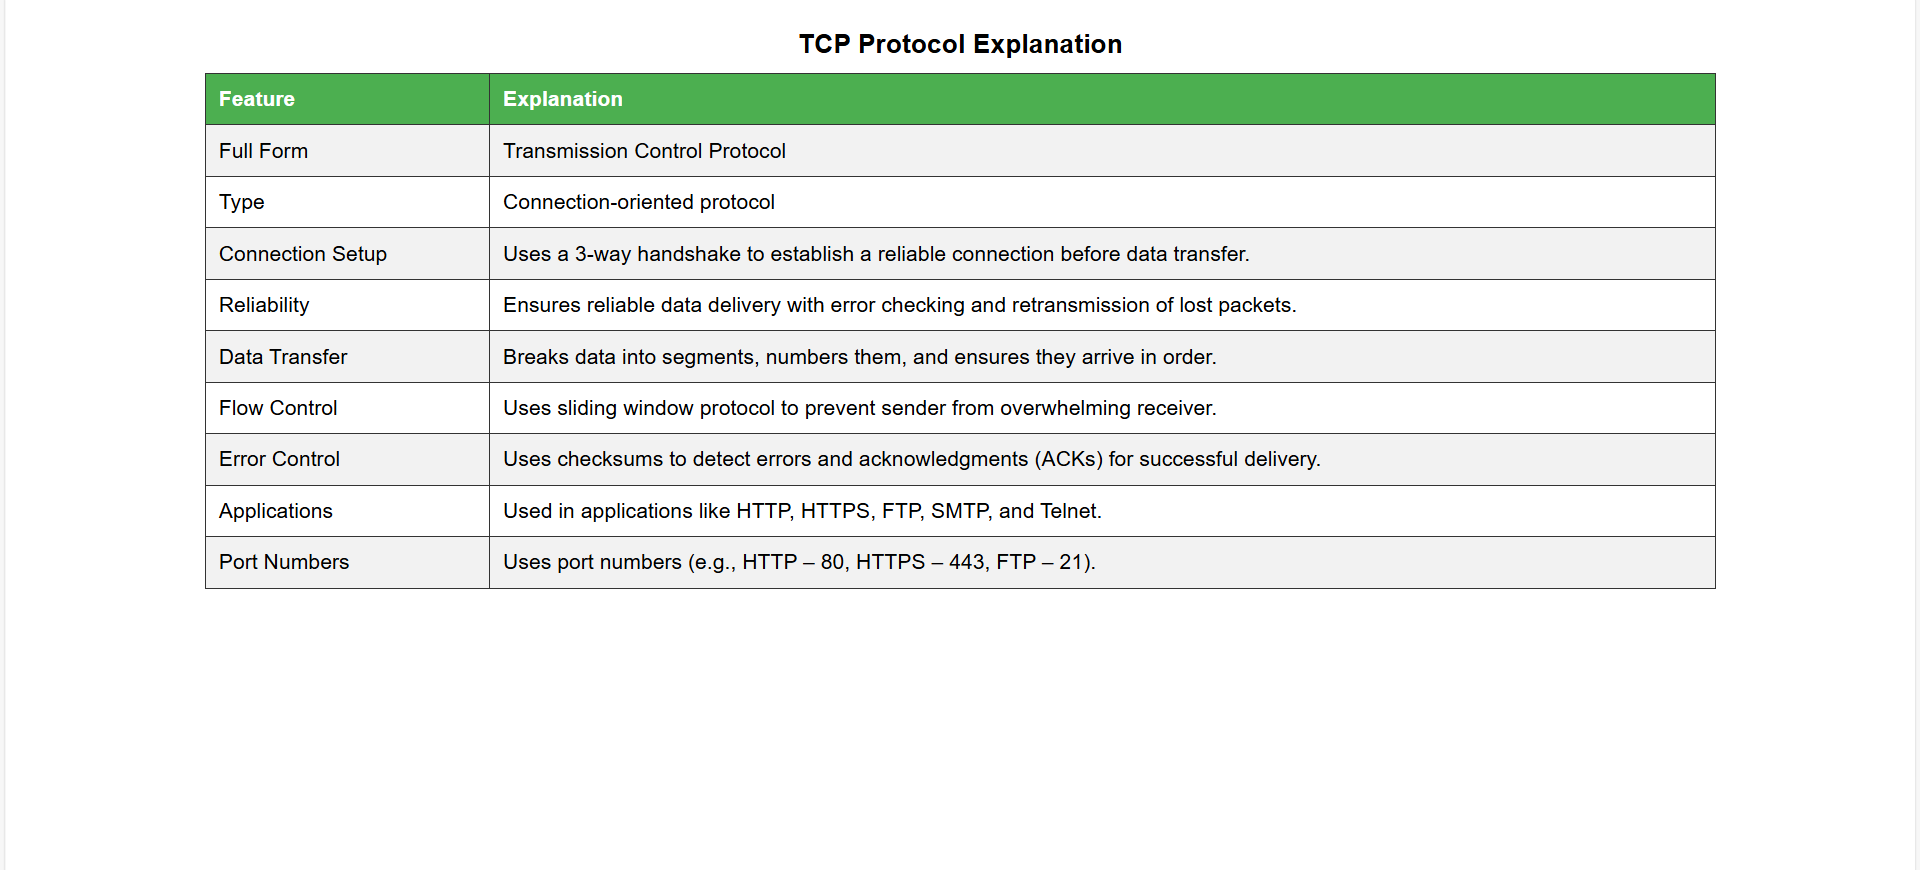 TCP Protocol Explanation
Feature Explanation
Full Form Transmission Control Protocol
Type Connection-oriented protocol
Connection Setup Uses a 3-way handshake to establish a reliable connection before data transfer.
Reliability Ensures reliable data delivery with error checking and retransmission of lost packets.
Data Transfer Breaks data into segments, numbers them, and ensures they arrive in order.
Flow Control Uses sliding window protocol to prevent sender from overwhelming receiver.
Error Control Uses checksums to detect errors and acknowledgments (ACKs) for successful delivery.
Applications Used in applications like HTTP, HTTPS, FTP, SMTP, and Telnet.
Port Numbers Uses port numbers (e.g., HTTP – 80, HTTPS – 443, FTP – 21).